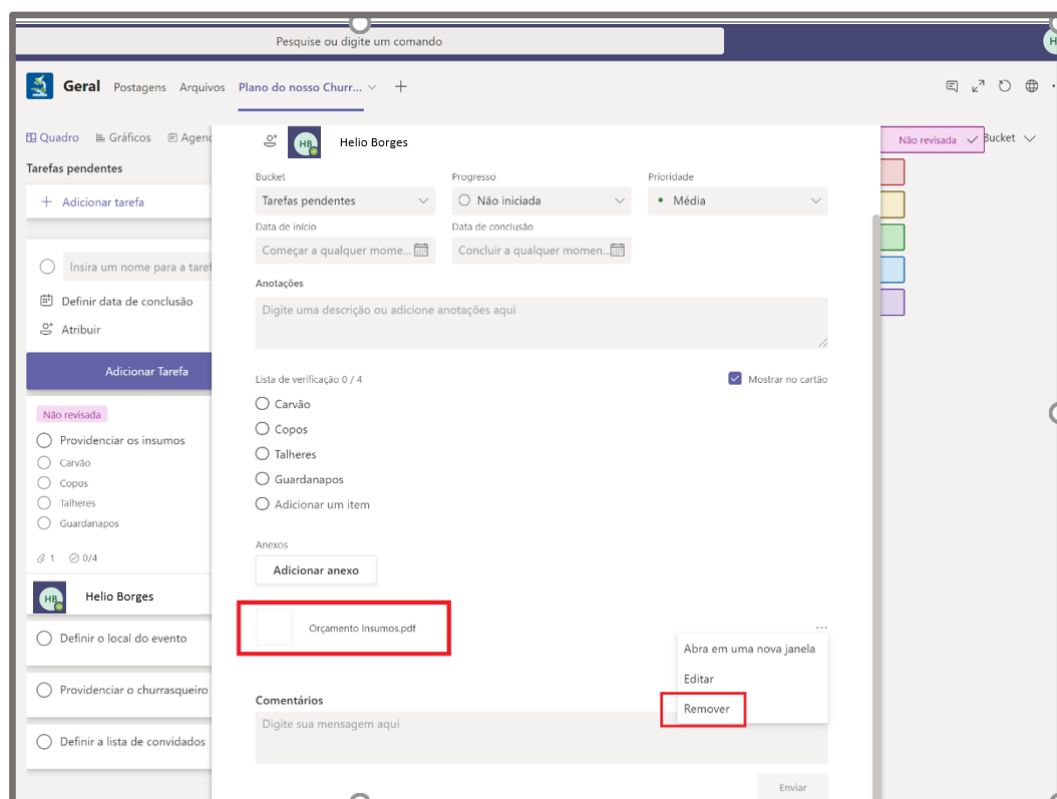 Pesquise ou digite um comando
H
Geral Postagens Arquivos Plano do nosso Churr...
Quadro Gráficos Agend
Tarefas pendentes
Adicionar tarefa
Insira um nome para a taref
Definir data de conclusão
Atribuir
Adicionar Tarefa
Não revisada
Providenciar os insumos
Carvão
Copos
Talheres
Guardanapos
1 0/4
HB Helio Borges
Definir o local do evento
Providenciar o churrasqueiro
Definir a lista de convidados
HB Helio Borges
Bucket Progresso Prioridade
Tarefas pendentes Não iniciada Média
Data de início Data de conclusão
Começar a qualquer mome... Concluir a qualquer momen...
Anotações
Digite uma descrição ou adicione anotações aqui
Lista de verificação 0 / 4 Mostrar no cartão
Carvão
Copos
Talheres
Guardanapos
Adicionar um item
Anexos
Adicionar anexo
Orçamento Insumos.pdf ...
Abra em uma nova janela
Editar
Remover
Comentários
Digite sua mensagem aqui
Enviar
Não revisada Bucket